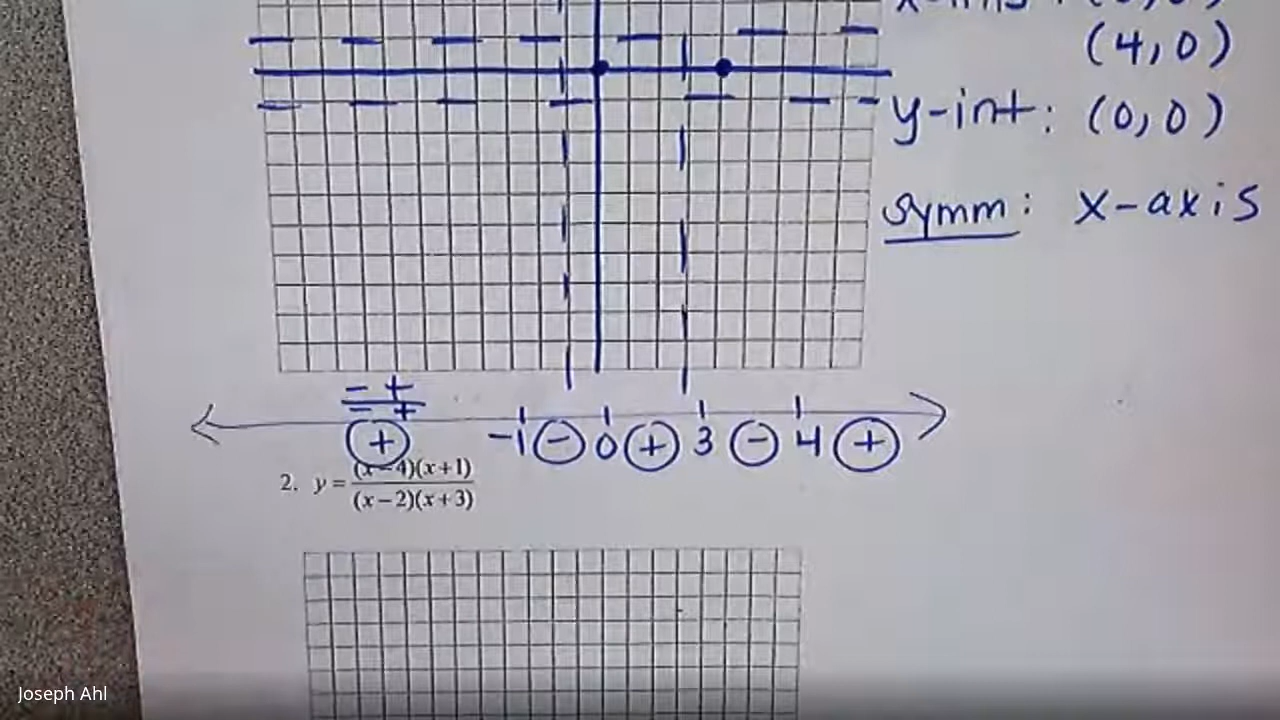 (4,0)
y-int: (0,0)
symm: x-axis
- +
- +
+ -1 - 0 + 3 - 4 +
2. y = (x-4)(x+1)
(x-2)(x+3)
Joseph Ahl